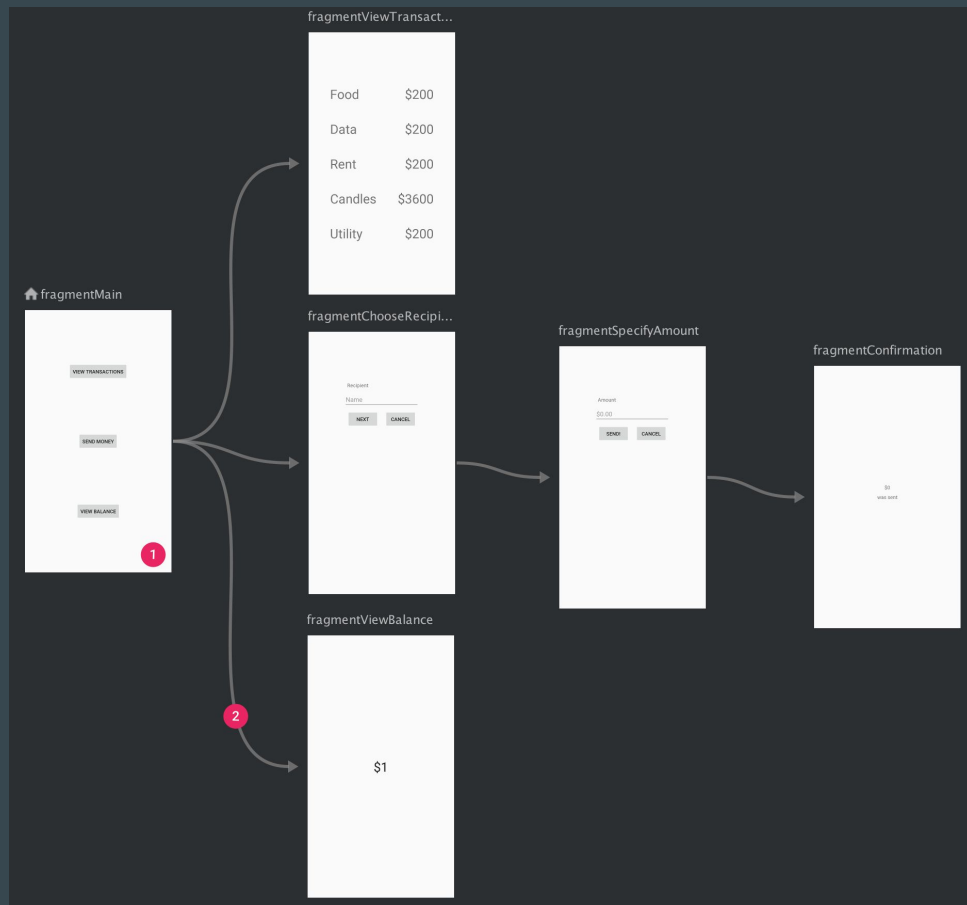 fragmentViewTransact...
Food $200
Data $200
Rent $200
Candles $3600
Utility $200
fragmentMain
VIEW TRANSACTIONS
SEND MONEY
VIEW BALANCE
1
fragmentChooseRecipi...
Recipient
Name
NEXT CANCEL
fragmentSpecifyAmount
Amount
$0.00
SEND! CANCEL
fragmentConfirmation
$0
was sent
fragmentViewBalance
2
$1